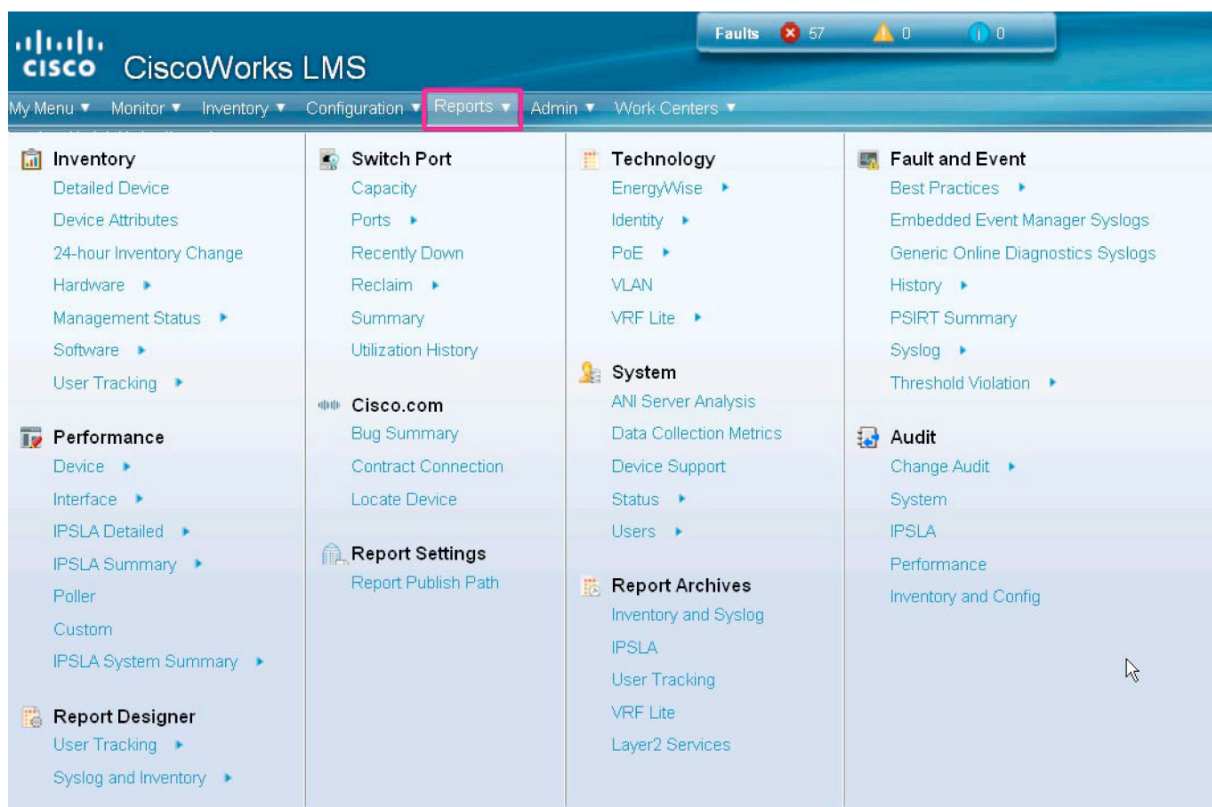 Faults 57 0 0
CISCO CiscoWorks LMS
My Menu Monitor Inventory Configuration Reports Admin Work Centers
Inventory
Detailed Device
Device Attributes
24-hour Inventory Change
Hardware
Management Status
Software
User Tracking
Performance
Device
Interface
IPSLA Detailed
IPSLA Summary
Poller
Custom
IPSLA System Summary
Report Designer
User Tracking
Syslog and Inventory
Switch Port
Capacity
Ports
Recently Down
Reclaim
Summary
Utilization History
Cisco.com
Bug Summary
Contract Connection
Locate Device
Report Settings
Report Publish Path
Technology
EnergyWise
Identity
PoE
VLAN
VRF Lite
System
ANI Server Analysis
Data Collection Metrics
Device Support
Status
Users
Report Archives
Inventory and Syslog
IPSLA
User Tracking
VRF Lite
Layer2 Services
Fault and Event
Best Practices
Embedded Event Manager Syslogs
Generic Online Diagnostics Syslogs
History
PSIRT Summary
Syslog
Threshold Violation
Audit
Change Audit
System
IPSLA
Performance
Inventory and Config